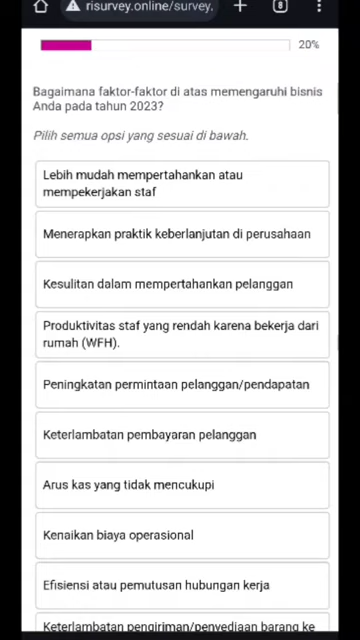 risurvey.online/survey.
8
20%
Bagaimana faktor-faktor di atas memengaruhi bisnis
Anda pada tahun 2023?
Pilih semua opsi yang sesuai di bawah.
Lebih mudah mempertahankan atau
mempekerjakan staf
Menerapkan praktik keberlanjutan di perusahaan
Kesulitan dalam mempertahankan pelanggan
Produktivitas staf yang rendah karena bekerja dari
rumah (WFH).
Peningkatan permintaan pelanggan/pendapatan
Keterlambatan pembayaran pelanggan
Arus kas yang tidak mencukupi
Kenaikan biaya operasional
Efisiensi atau pemutusan hubungan kerja
Keterlambatan pengiriman/penyediaan barang ke